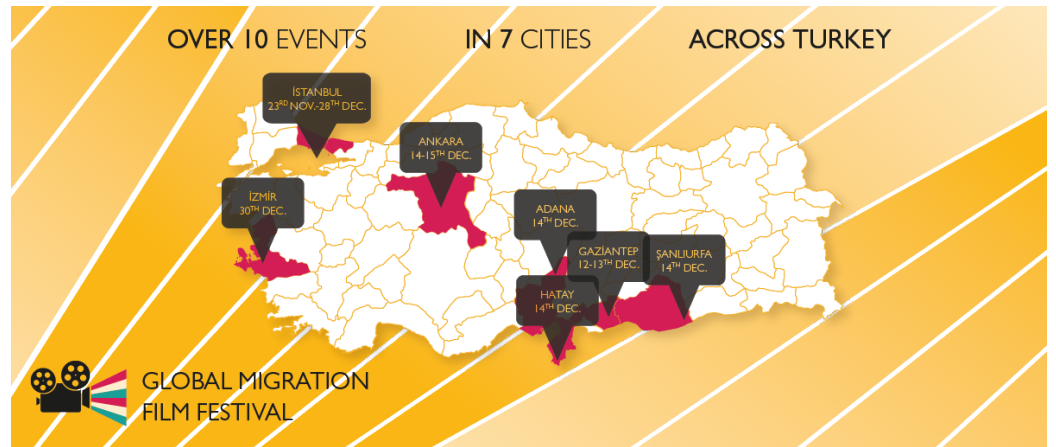 OVER 10 EVENTS IN 7 CITIES ACROSS TURKEY
İSTANBUL
23RD NOV.-28TH DEC.
ANKARA
14-15TH DEC.
İZMİR
30TH DEC.
ADANA
14TH DEC.
GAZİANTEP
12-13TH DEC.
ŞANLIURFA
14TH DEC.
HATAY
14TH DEC.
GLOBAL MIGRATION
FILM FESTIVAL